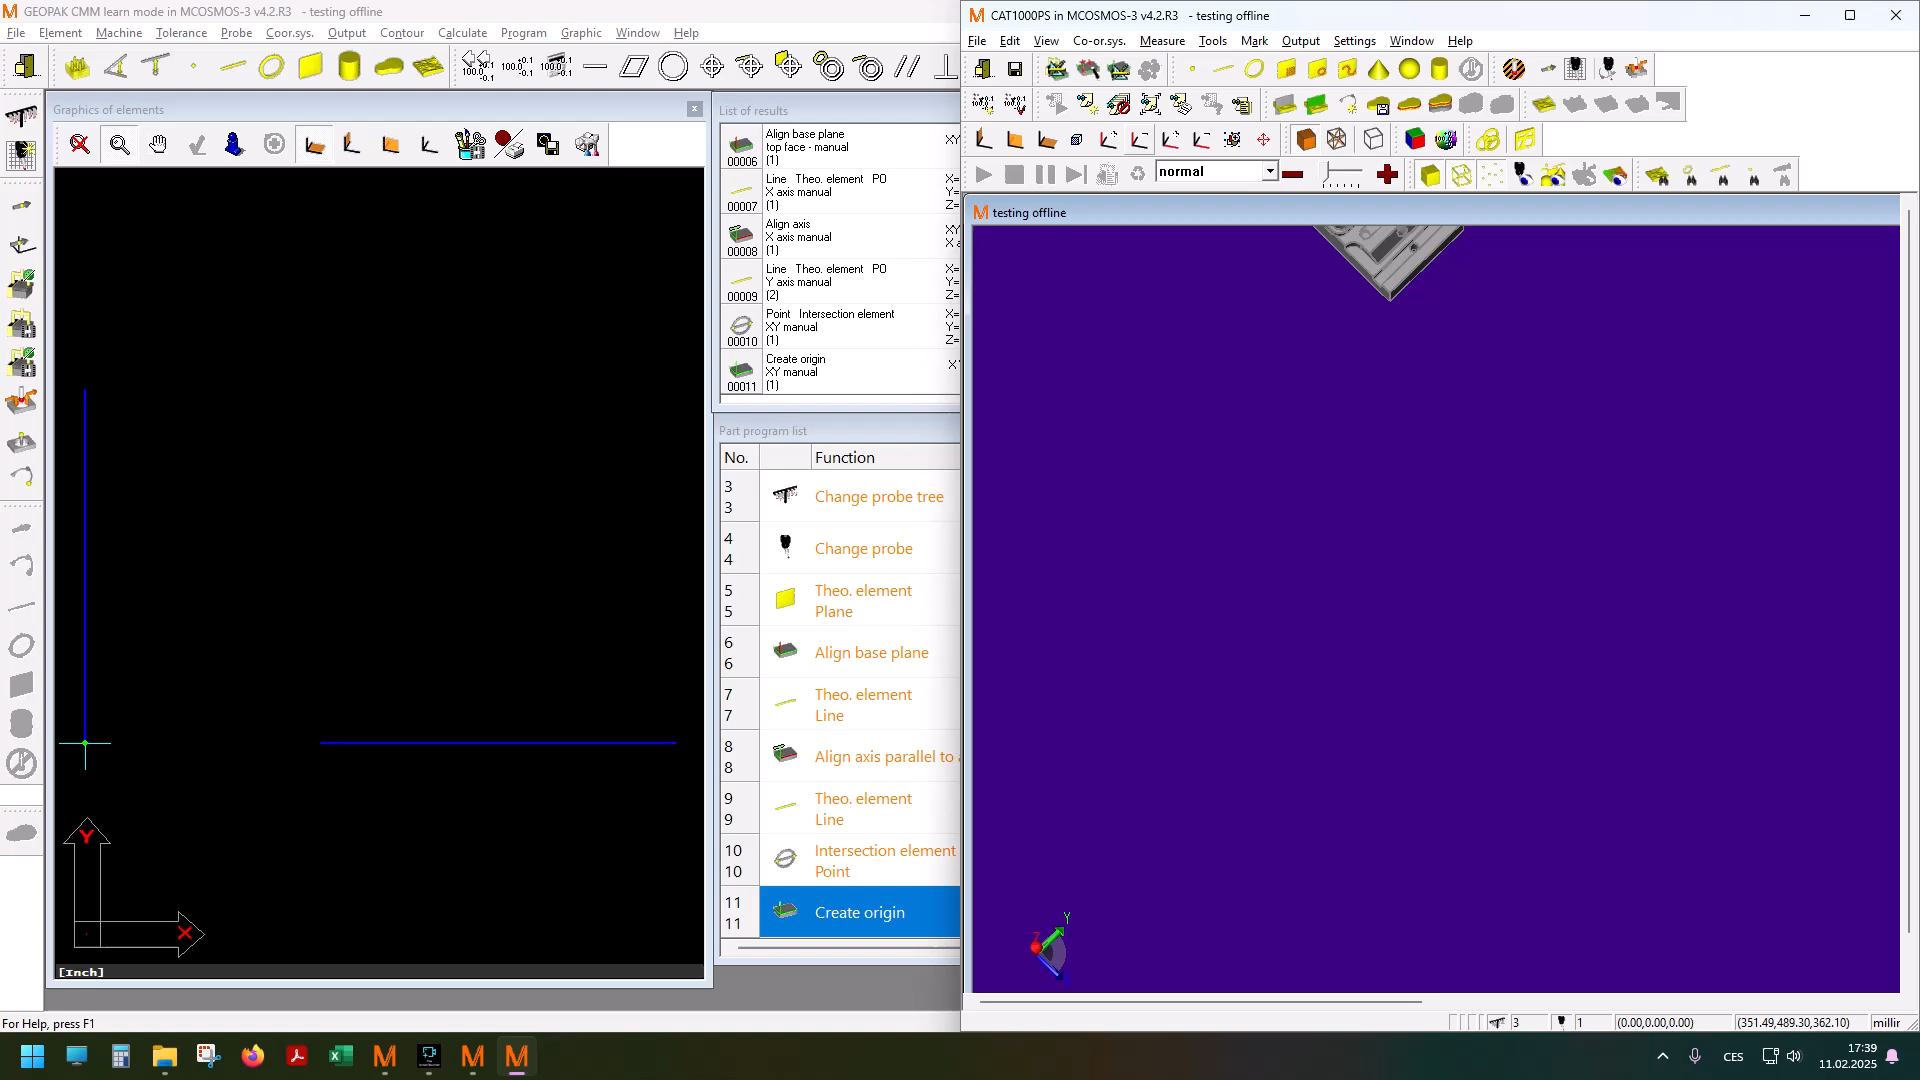 GEOPAK CMM learn mode in MCOSMOS-3 v4.2.R3   - testing offline
File Element Machine Tolerance Probe Coor.sys. Output Contour Calculate Program Graphic Window Help
Graphics of elements
Y
X
[Inch]
For Help, press F1
List of results
Align base plane XY
top face - manual
00006 (1)
Line Theo. element PO X=
X axis manual Y=
00007 (1) Z=
Align axis XY
X axis manual X a
00008 (1)
Line Theo. element PO X=
Y axis manual Y=
00009 (2) Z=
Point Intersection element X=
XY manual Y=
00010 (1) Z=
Create origin
XY manual
00011 (1)
Part program list
No. Function
3
3 Change probe tree
4
4 Change probe
5 Theo. element
5 Plane
6
6 Align base plane
7 Theo. element
7 Line
8
8 Align axis parallel to
9 Theo. element
9 Line
10 Intersection element
10 Point
11
11 Create origin
CAT1000PS in MCOSMOS-3 v4.2.R3   - testing offline
File Edit View Co-or.sys. Measure Tools Mark Output Settings Window Help
normal
testing offline
Y
Z
3 1 (0.00,0.00,0.00) (351.49,489.30,362.10) millir
CES
17:39
11.02.2025